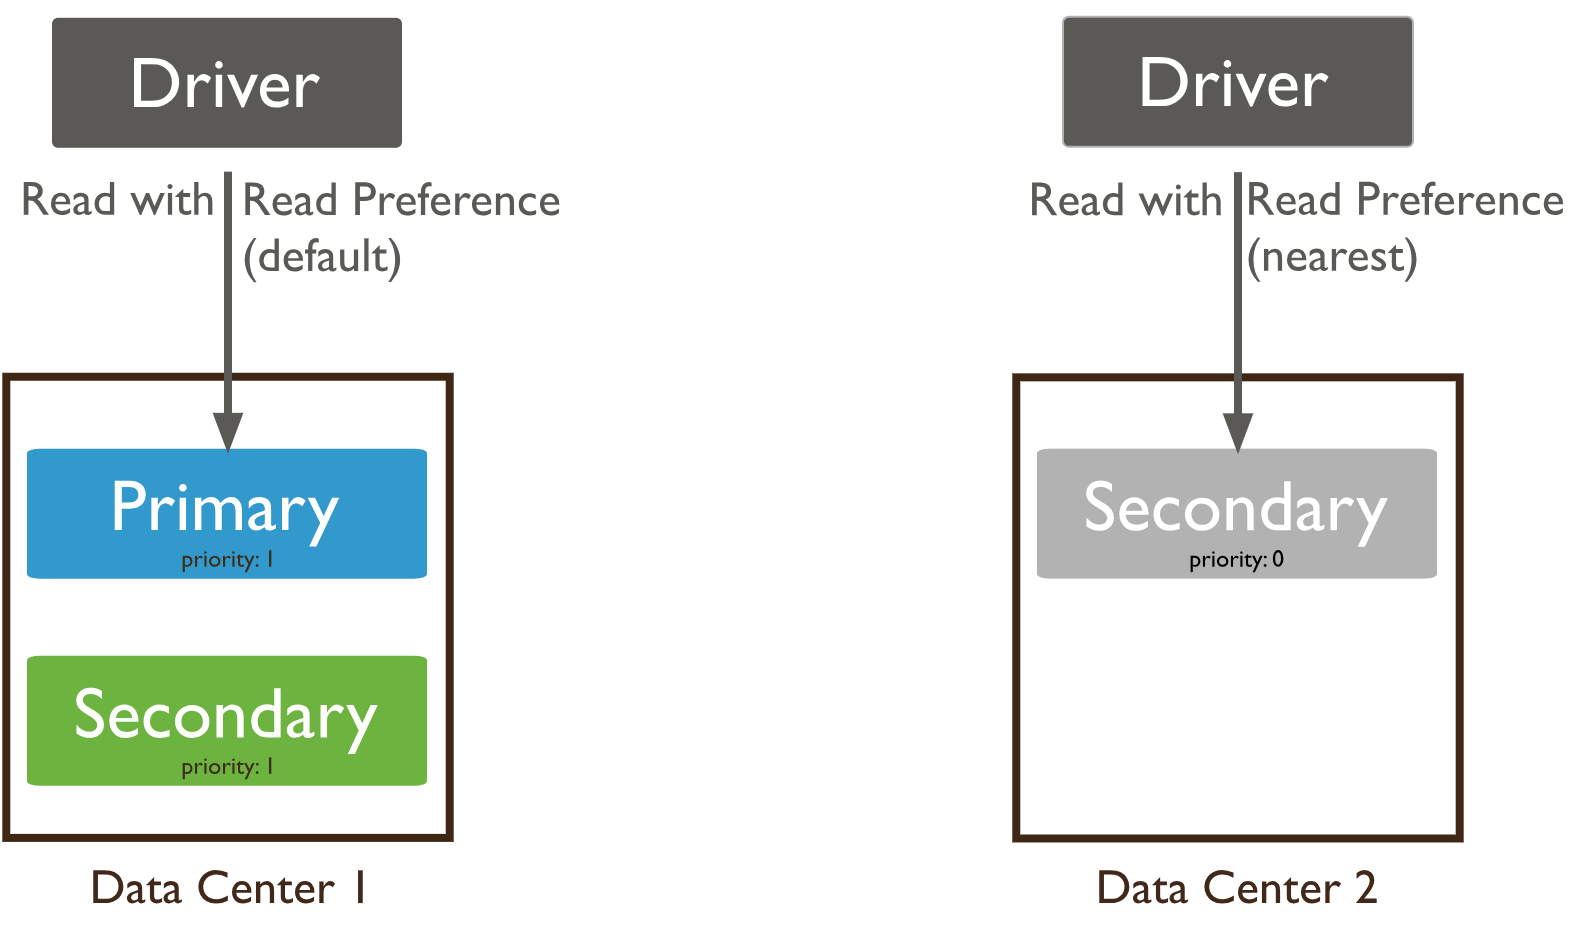 Driver
Read with Read Preference
(default)
Primary
priority: 1
Secondary
priority: 1
Data Center 1
Driver
Read with Read Preference
(nearest)
Secondary
priority: 0
Data Center 2